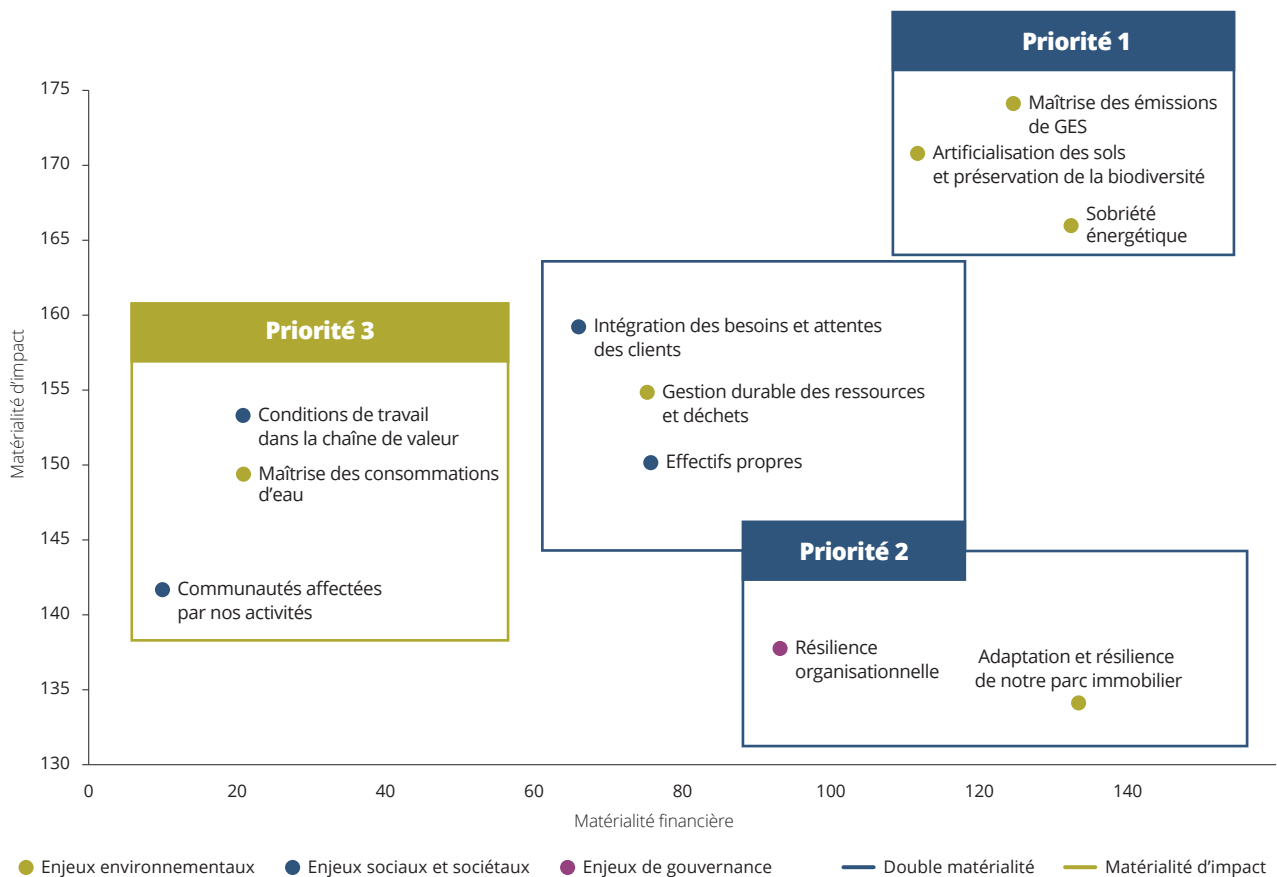 Priorité 1
Maîtrise des émissions
de GES
Artificialisation des sols
et préservation de la biodiversité
Sobriété
énergétique
Intégration des besoins et attentes
des clients
Gestion durable des ressources
et déchets
Effectifs propres
Priorité 2
Résilience
organisationnelle
Adaptation et résilience
de notre parc immobilier
Priorité 3
Conditions de travail
dans la chaîne de valeur
Maîtrise des consommations
d’eau
Communautés affectées
par nos activités
Matérialité d’impact
175
170
165
160
155
150
145
140
135
130
0 20 40 60 80 100 120 140
Matérialité financière
Enjeux environnementaux Enjeux sociaux et sociétaux Enjeux de gouvernance Double matérialité Matérialité d’impact